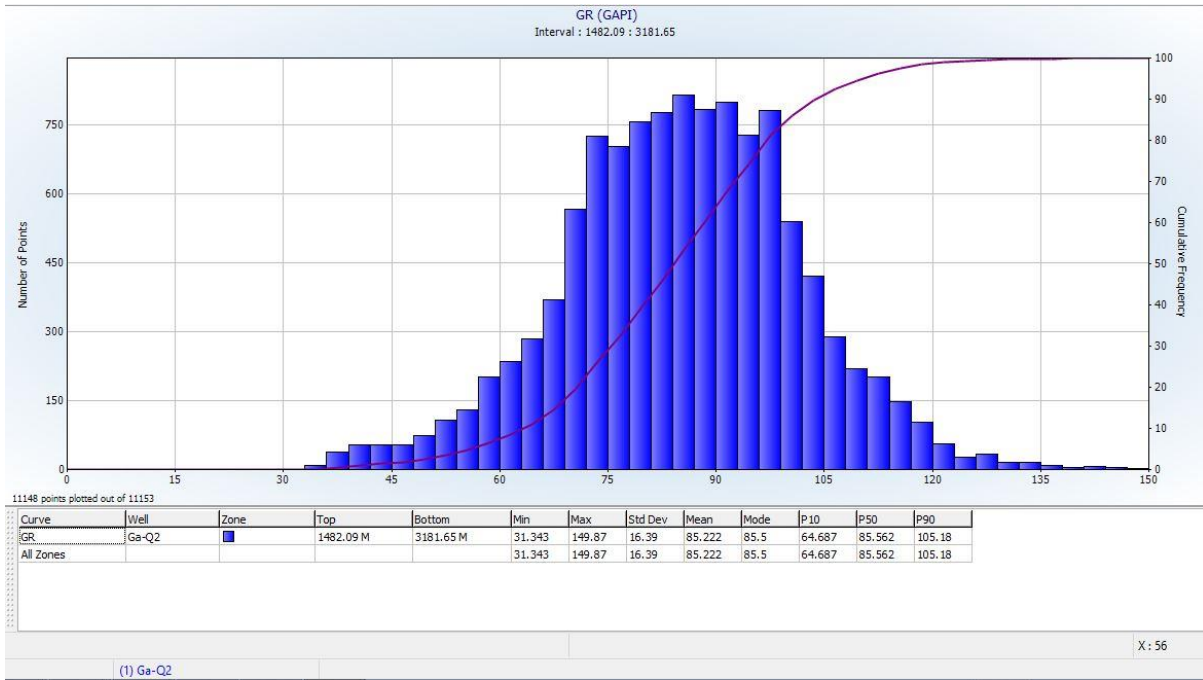 GR (GAPI)
Interval : 1482.09 : 3181.65
Number of Points
750
600
450
300
150
0
0 15 30 45 60 75 90 105 120 135 150
100
90
80
70
60
50
40
30
20
10
0
Cumulative Frequency
11148 points plotted out of 11153
Curve Well Zone Top Bottom Min Max Std Dev Mean Mode P10 P50 P90
GR Ga-Q2 1482.09 M 3181.65 M 31.343 149.87 16.39 85.222 85.5 64.687 85.562 105.18
All Zones 31.343 149.87 16.39 85.222 85.5 64.687 85.562 105.18
X : 56
(1) Ga-Q2